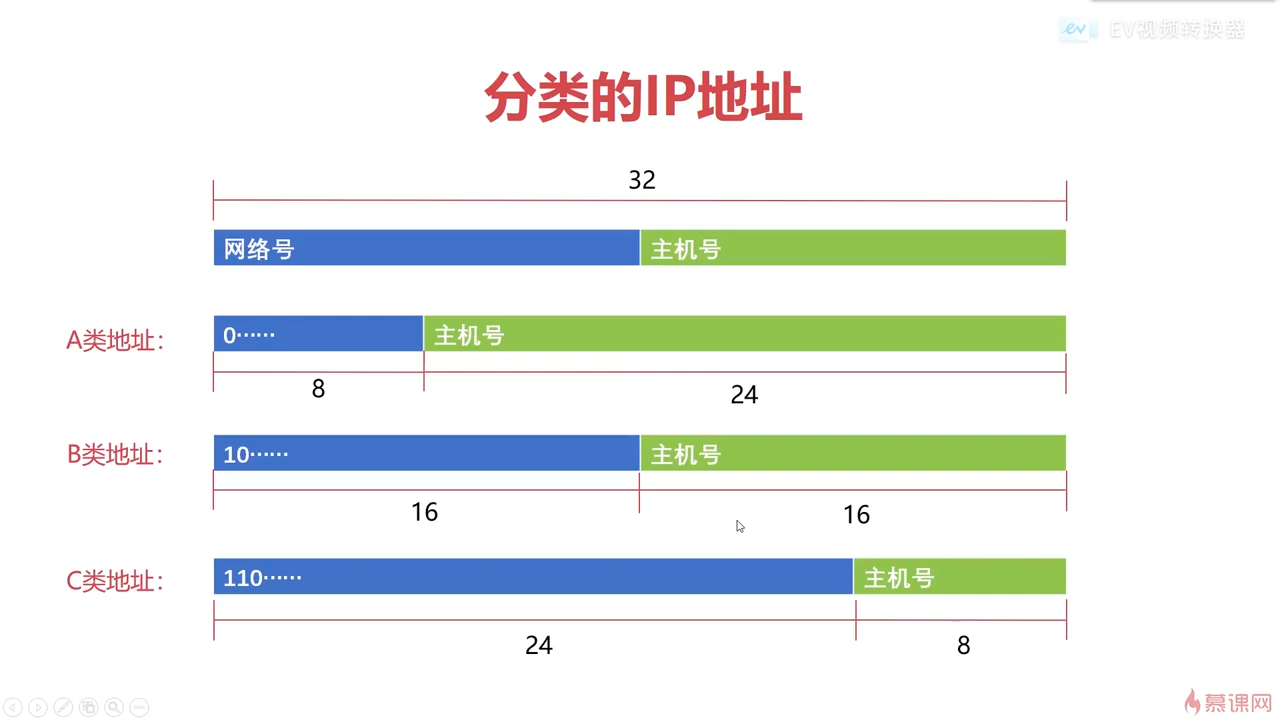 EV视频转换器
分类的IP地址
32
网络号 主机号
A类地址： 0…… 主机号
8 24
B类地址： 10…… 主机号
16 16
C类地址： 110…… 主机号
24 8
慕课网